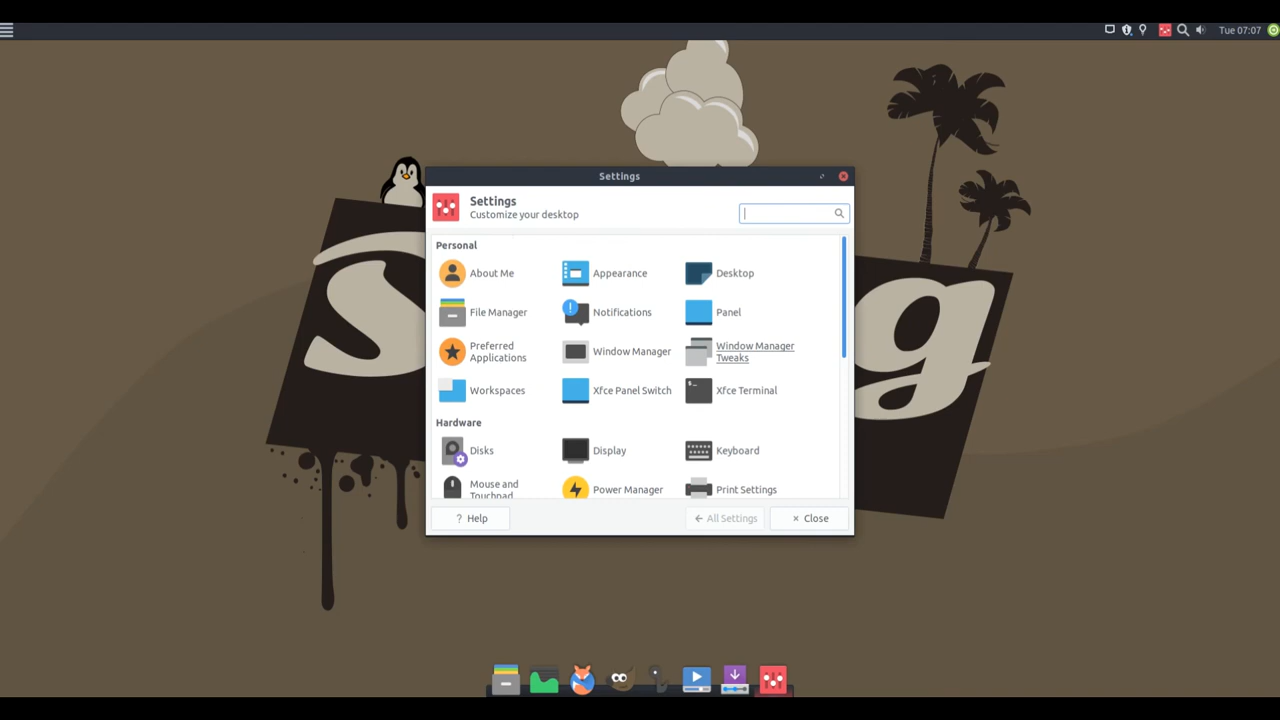 Tue 07:07
Settings
Settings
Customize your desktop
Personal
About Me
Appearance
Desktop
File Manager
Notifications
Panel
Preferred
Applications
Window Manager
Window Manager
Tweaks
Workspaces
Xfce Panel Switch
Xfce Terminal
Hardware
Disks
Display
Keyboard
Mouse and
Touchpad
Power Manager
Print Settings
? Help
All Settings
Close
S
g